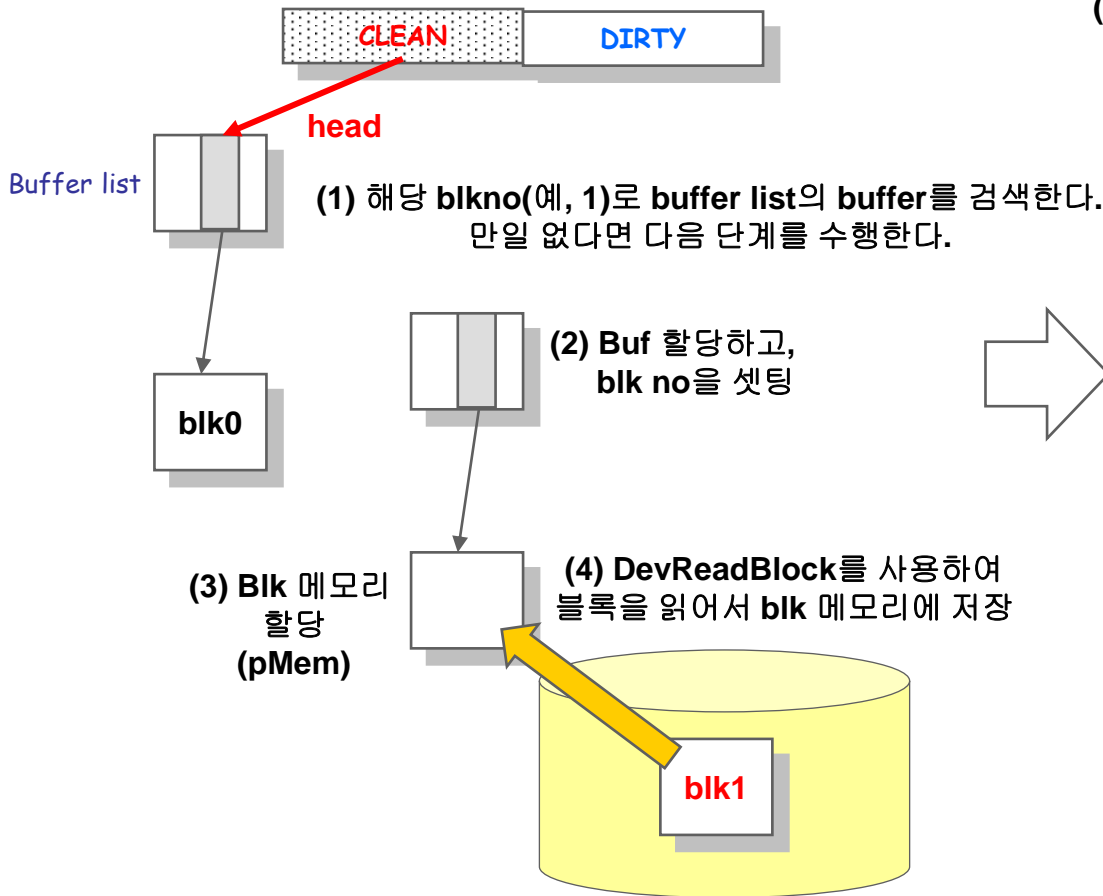 (
CLEAN DIRTY
head
Buffer list
(1) 해당 blkno(예, 1)로 buffer list의 buffer를 검색한다.
만일 없다면 다음 단계를 수행한다.
(2) Buf 할당하고,
blk no을 셋팅
blk0
(3) Blk 메모리
할당
(pMem)
(4) DevReadBlock를 사용하여
블록을 읽어서 blk 메모리에 저장
blk1